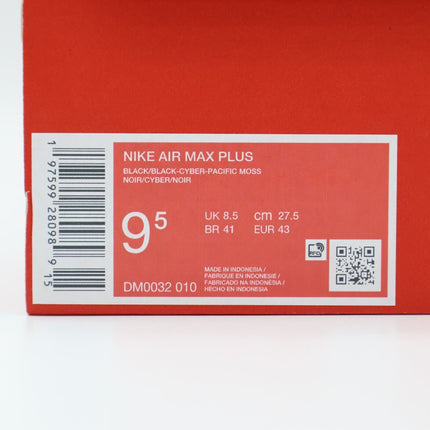 NIKE AIR MAX PLUS
BLACK/BLACK-CYBER-PACIFIC MOSS
NOIR/CYBER/NOIR
9 5
UK 8.5 cm 27.5
BR 41 EUR 43
MADE IN INDONESIA /
FABRIQUÉ EN INDONÉSIE /
FABRICADO NA INDONÉSIA /
HECHO EN INDONESIA
DM0032 010
1 97599 28098 9 15